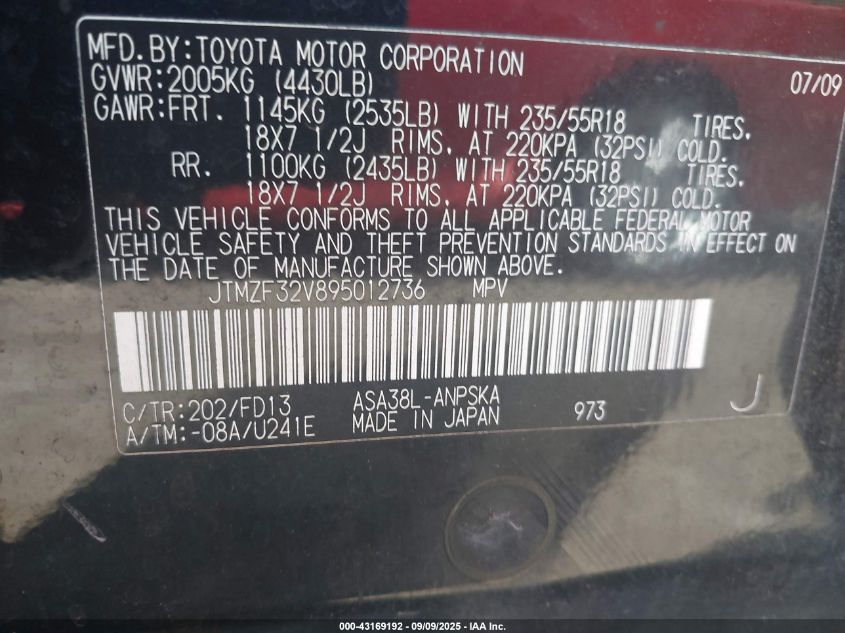 MFD.BY:TOYOTA MOTOR CORPORATION 07/09
GVWR:2005KG (4430LB)
GAWR:FRT. 1145KG (2535LB) WITH 235/55R18 TIRES,
18X7 1/2J RIMS, AT 220KPA (32PSI) COLD.
RR. 1100KG (2435LB) WITH 235/55R18 TIRES,
18X7 1/2J RIMS, AT 220KPA (32PSI) COLD.
THIS VEHICLE CONFORMS TO ALL APPLICABLE FEDERAL MOTOR
VEHICLE SAFETY AND THEFT PREVENTION STANDARDS IN EFFECT ON
THE DATE OF MANUFACTURE SHOWN ABOVE.
JTMZF32V895012736 MPV
C/TR:202/FD13 ASA38L-ANPSKA 973 J
A/TM:-08A/U241E MADE IN JAPAN
000-43169192 - 09/09/2025 - IAA Inc.